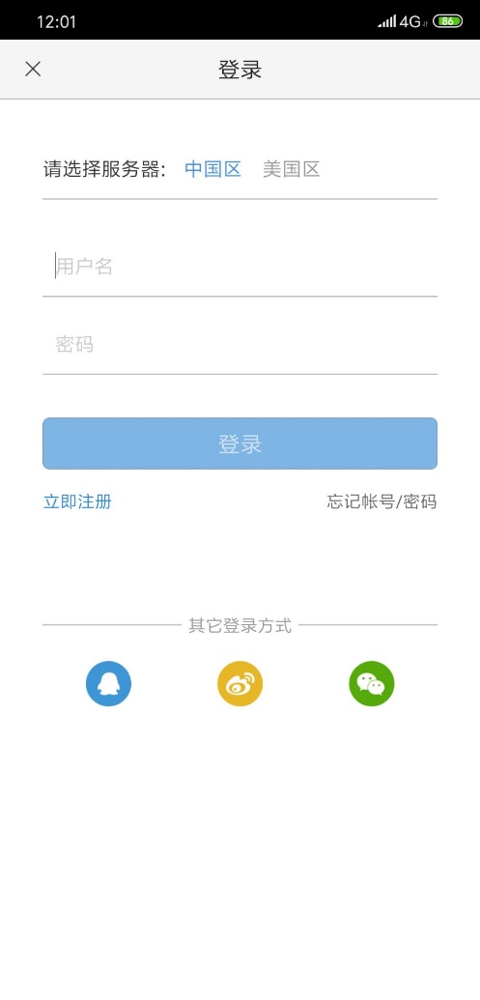 12:01 4G 86
登录
请选择服务器: 中国区 美国区
用户名
密码
登录
立即注册 忘记帐号/密码
其它登录方式